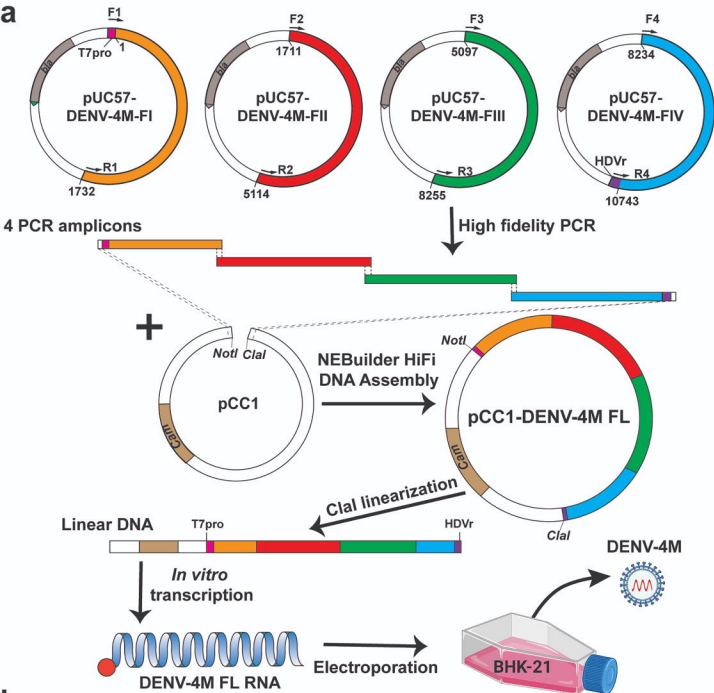 a
F1
T7pro
1
bla
pUC57-
DENV-4M-FI
R1
1732
F2
1711
bla
pUC57-
DENV-4M-FII
R2
5114
F3
5097
bla
pUC57-
DENV-4M-FIII
R3
8255
F4
8234
bla
pUC57-
DENV-4M-FIV
HDVr
R4
10743
4 PCR amplicons
High fidelity PCR
+
NotI ClaI
pCC1
Cam
NEBuilder HiFi
DNA Assembly
NotI
pCC1-DENV-4M FL
Cam
ClaI
ClaI linearization
Linear DNA
T7pro
HDVr
In vitro
transcription
DENV-4M FL RNA
Electroporation
BHK-21
DENV-4M